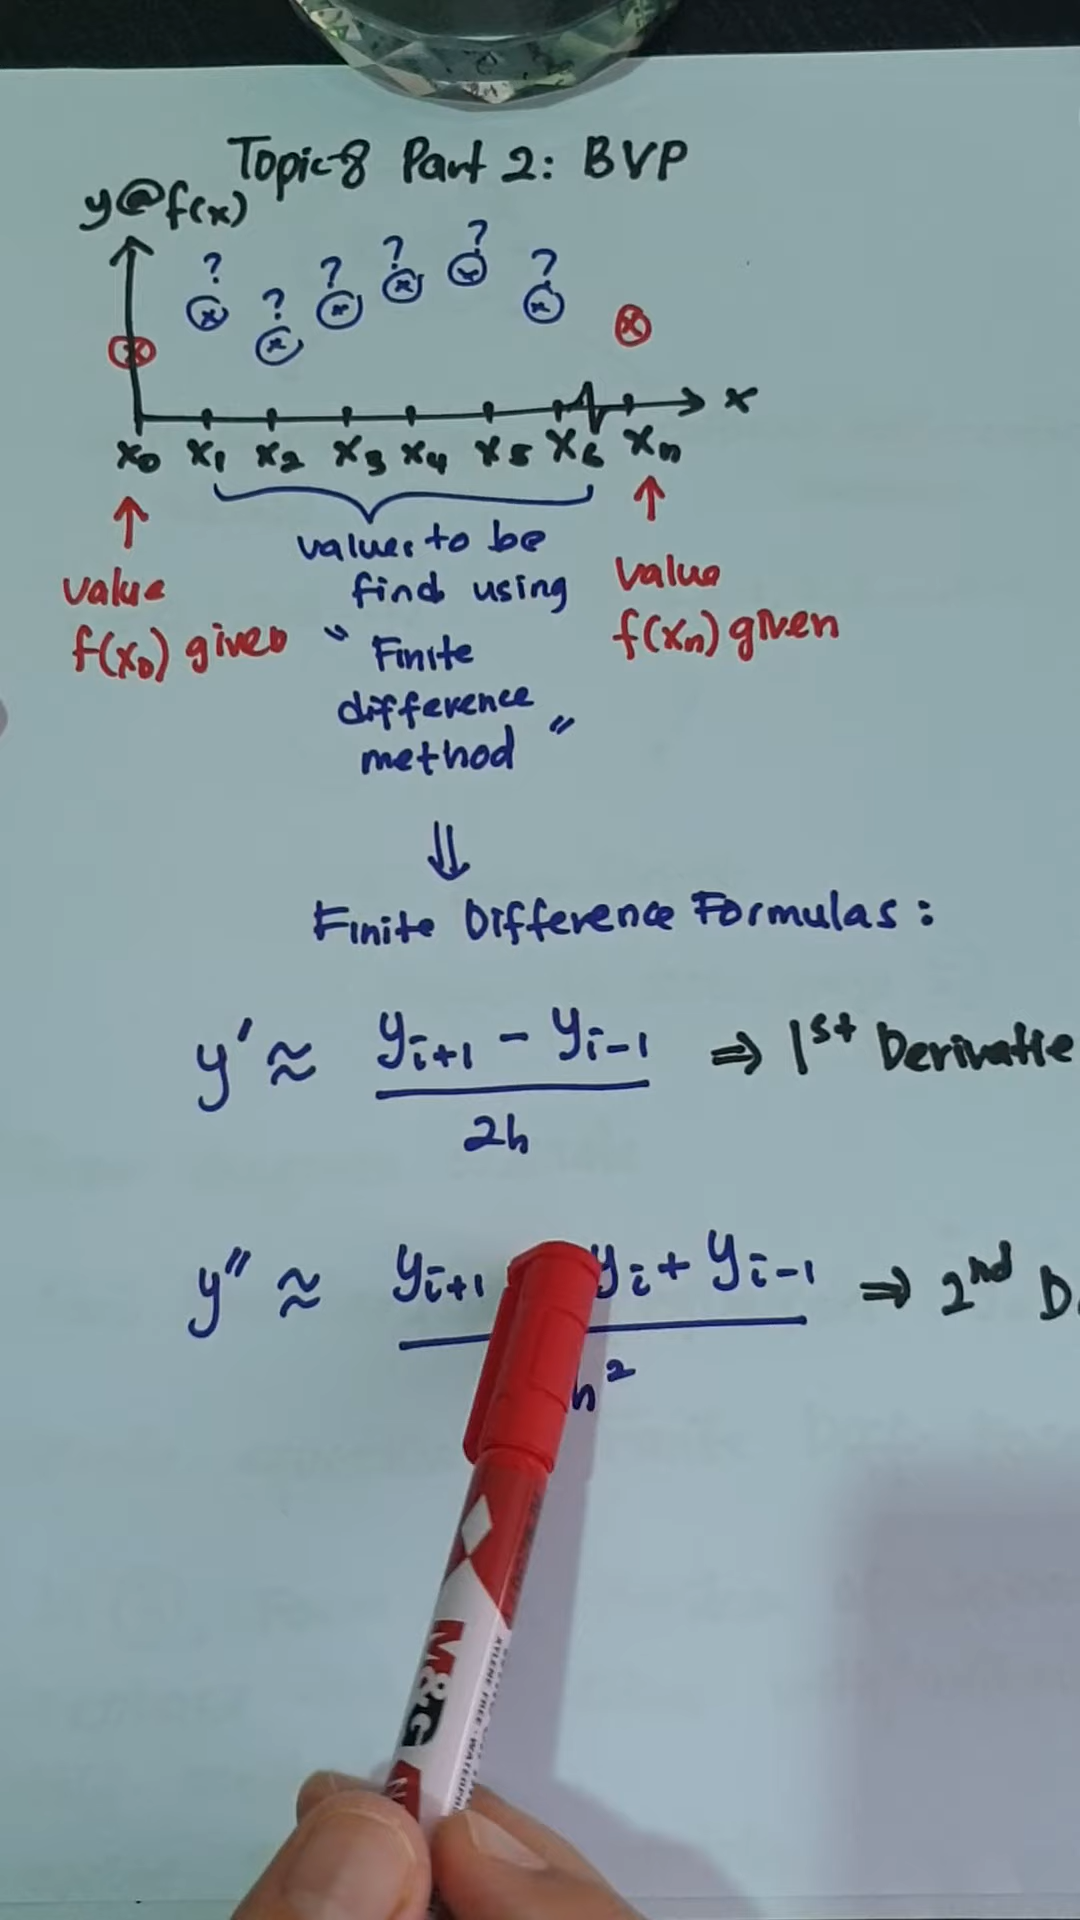 Topic 8 Part 2: BVP
y@f(x)
? ? ? ? ? ?
x₀ x₁ x₂ x₃ x₄ x₅ x₆ xₙ x
values to be
find using
" Finite
difference
method "
value
f(x₀) given
value
f(xₙ) given
⇓
Finite Difference Formulas:
y' ≈ (yᵢ₊₁ - yᵢ₋₁) / 2h ⇒ 1st Derivatie
y'' ≈ yᵢ₊₁ yᵢ + yᵢ₋₁ / h² ⇒ 2nd D
M&G